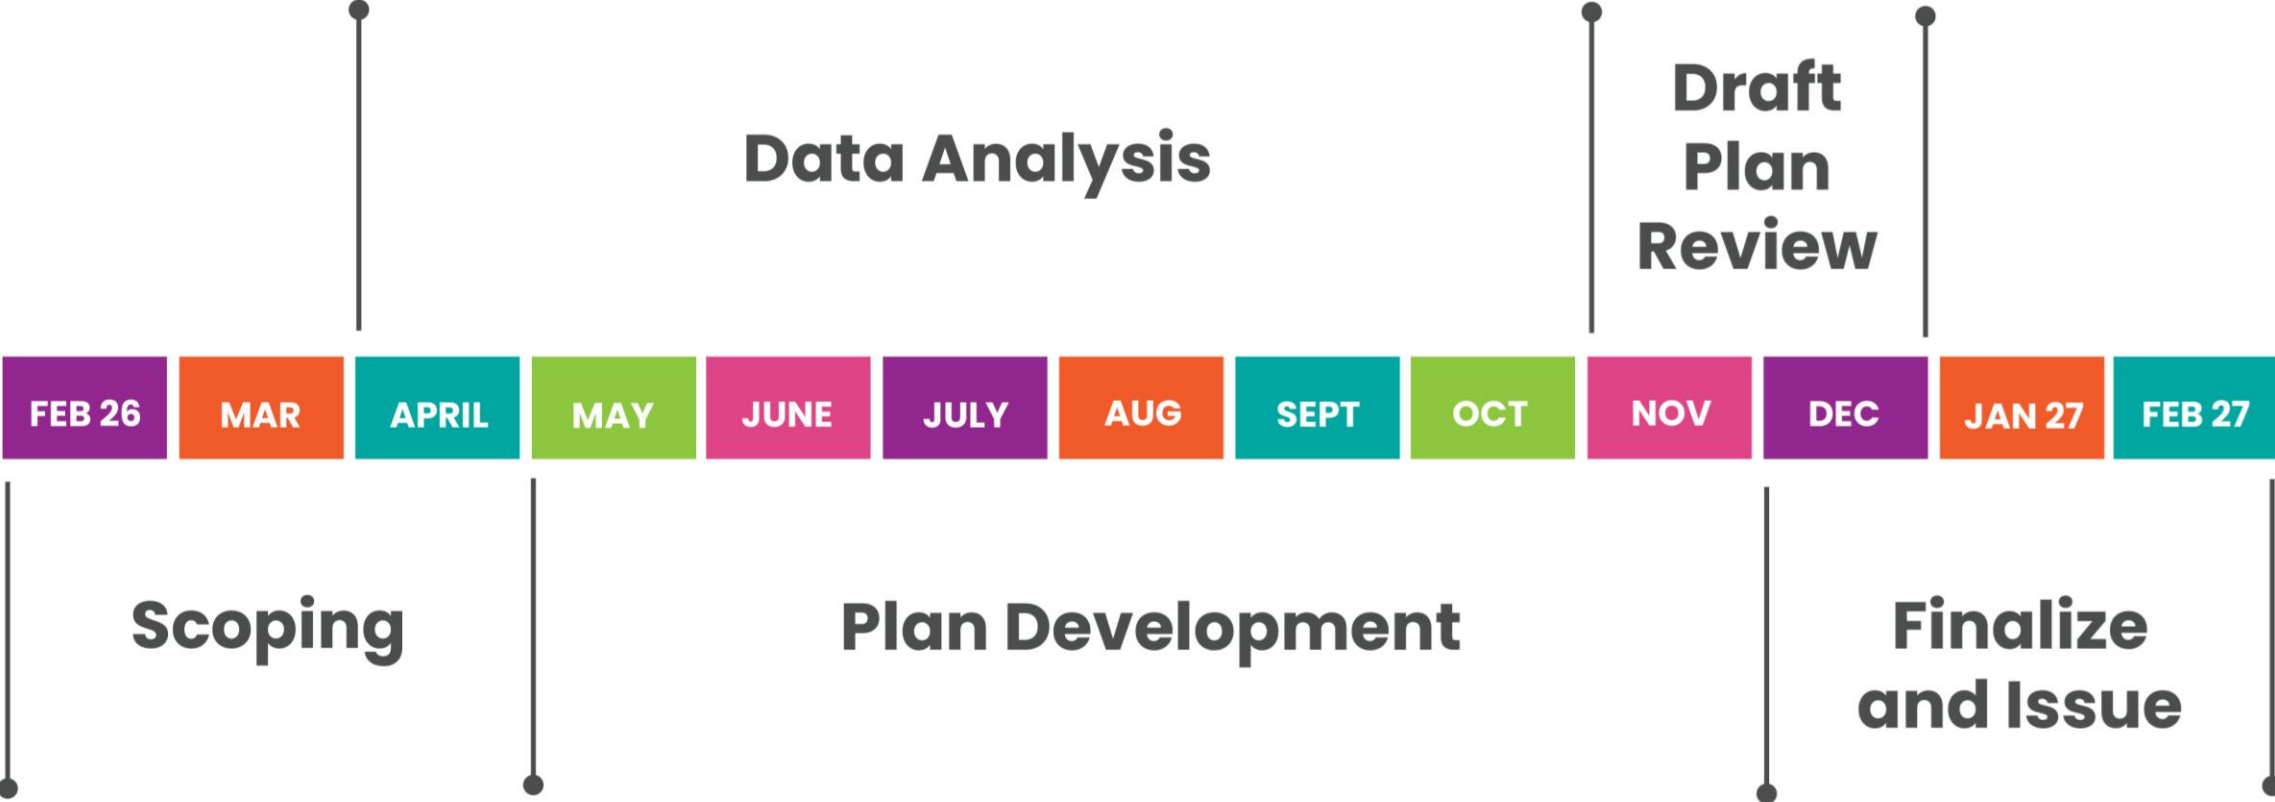 Data Analysis
Draft
Plan
Review
FEB 26 MAR APRIL MAY JUNE JULY AUG SEPT OCT NOV DEC JAN 27 FEB 27
Scoping
Plan Development
Finalize
and Issue